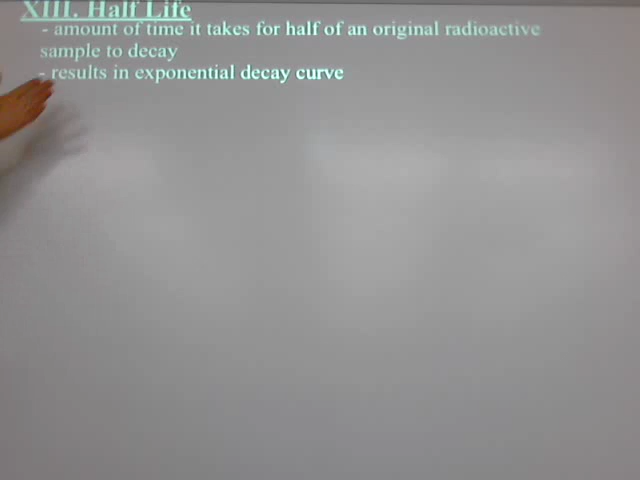 XIII. Half Life
- amount of time it takes for half of an original radioactive
sample to decay
- results in exponential decay curve